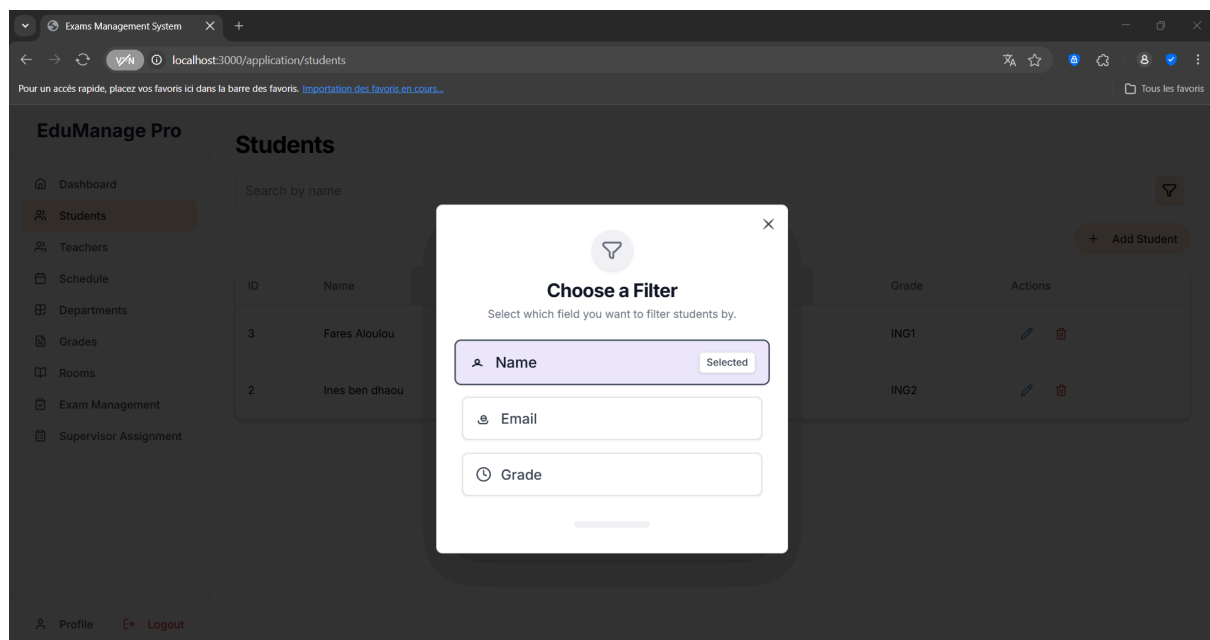 Exams Management System
localhost:3000/application/students
Pour un accès rapide, placez vos favoris ici dans la barre des favoris. Importation des favoris en cours...
Tous les favoris
EduManage Pro
Dashboard
Students
Teachers
Schedule
Departments
Grades
Rooms
Exam Management
Supervisor Assignment
Profile
Logout
Students
Search by name
+ Add Student
ID Name Grade Actions
3 Fares Aloulou ING1
2 Ines ben dhaou ING2
Choose a Filter
Select which field you want to filter students by.
Name Selected
Email
Grade